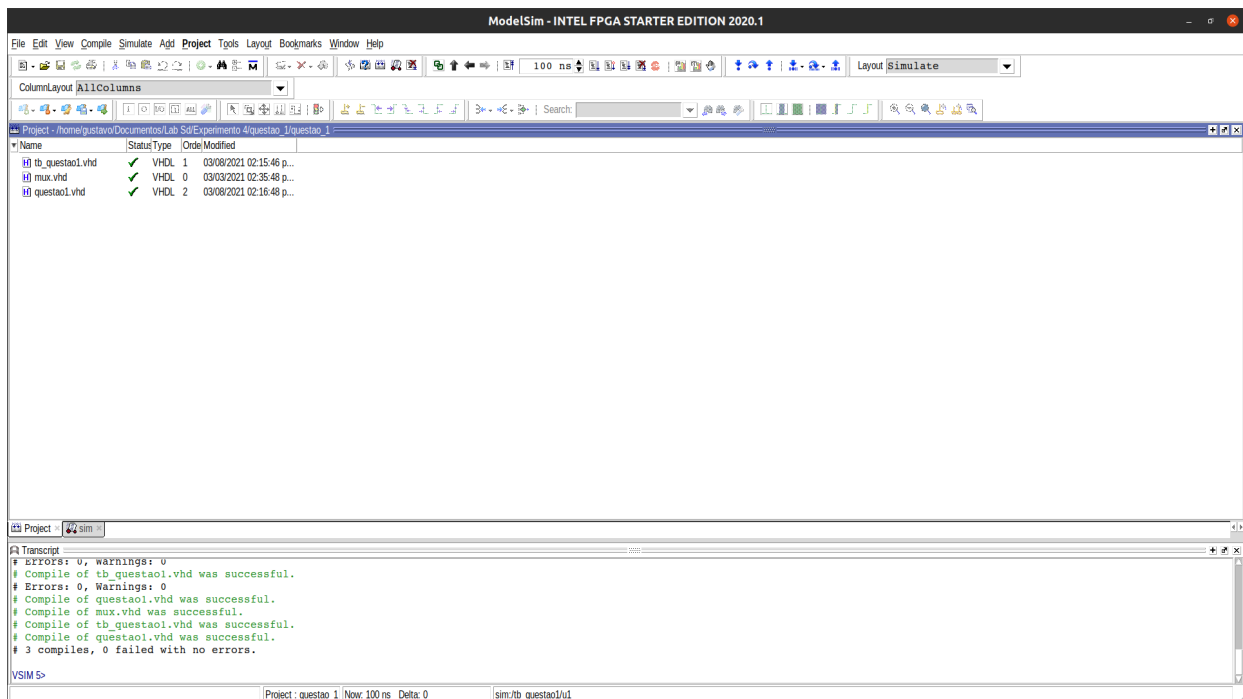 ModelSim - INTEL FPGA STARTER EDITION 2020.1
File Edit View Compile Simulate Add Project Tools Layout Bookmarks Window Help
100 ns Layout Simulate
ColumnLayout AllColumns
Search:
Project - /home/gustavo/Documentos/Lab Sd/Experimento 4/questao_1/questao_1
Name Status Type Orde Modified
tb_questao1.vhd VHDL 1 03/08/2021 02:15:46 p...
mux.vhd VHDL 0 03/03/2021 02:35:48 p...
questao1.vhd VHDL 2 03/08/2021 02:16:48 p...
Project sim
Transcript
# Errors: 0, Warnings: 0
# Compile of tb_questao1.vhd was successful.
# Errors: 0, Warnings: 0
# Compile of questao1.vhd was successful.
# Compile of mux.vhd was successful.
# Compile of tb_questao1.vhd was successful.
# Compile of questao1.vhd was successful.
# 3 compiles, 0 failed with no errors.
VSIM 5>
Project : questao_1 Now: 100 ns Delta: 0 sim:/tb_questao1/u1